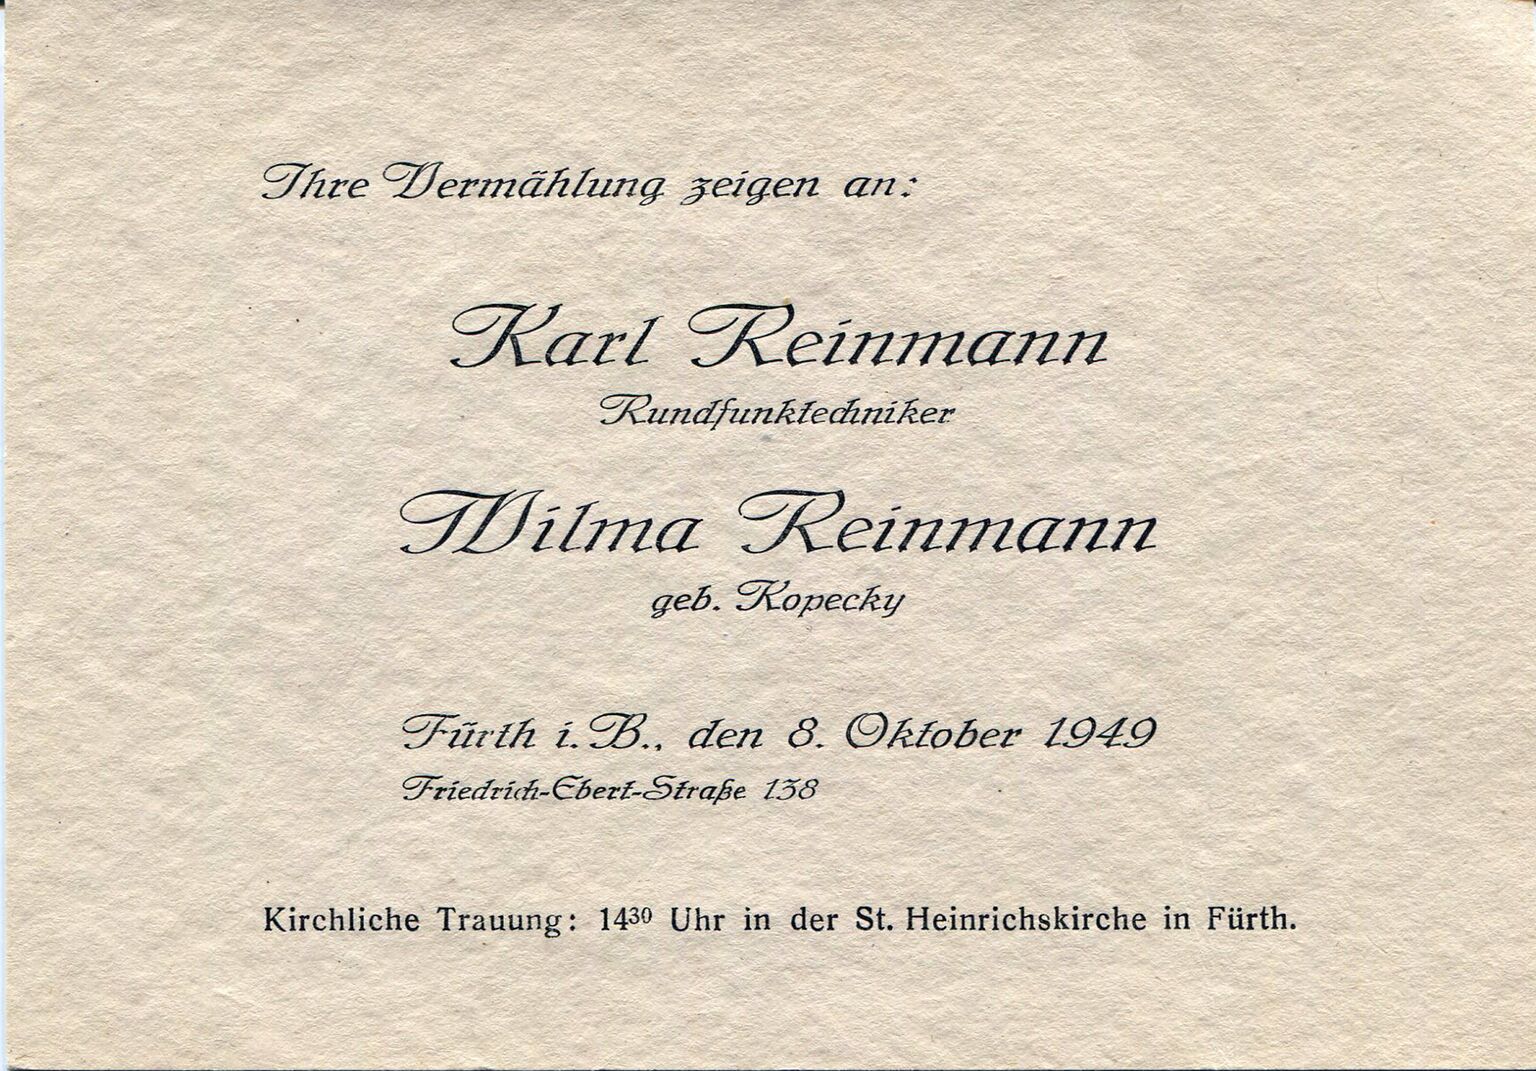 Ihre Vermählung zeigen an:
Karl Reinmann
Rundfunktechniker
Wilma Reinmann
geb. Kopecky
Fürth i. B., den 8. Oktober 1949
Friedrich-Ebert-Straße 138
Kirchliche Trauung: 14³⁰ Uhr in der St. Heinrichskirche in Fürth.